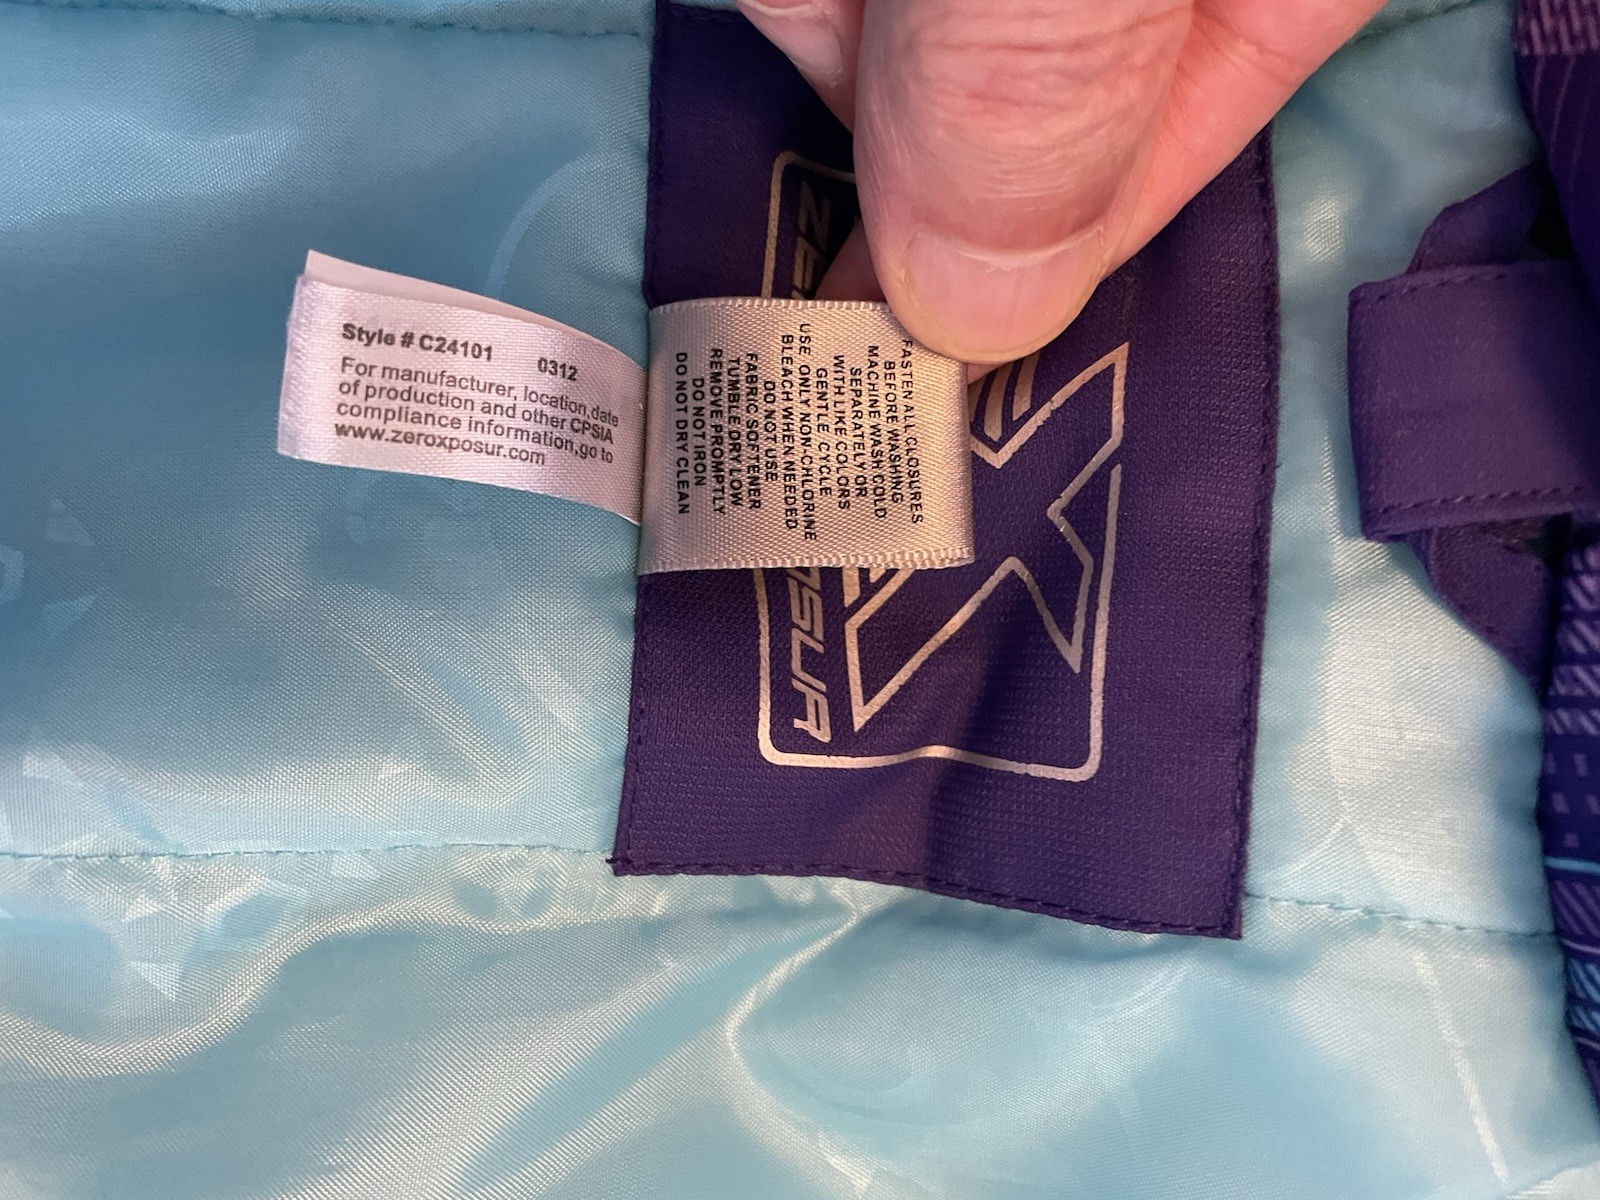 Style # C24101 0312
For manufacturer, location,date
of production and other CPSIA
compliance information,go to
www.zeroxposur.com
FASTEN ALL CLOSURES
BEFORE WASHING
MACHINE WASH COLD
SEPARATELY OR
WITH LIKE COLORS
GENTLE CYCLE
USE ONLY NON-CHLORINE
BLEACH WHEN NEEDED
DO NOT USE
FABRIC SOFTENER
TUMBLE DRY LOW
REMOVE PROMPTLY
DO NOT IRON
DO NOT DRY CLEAN